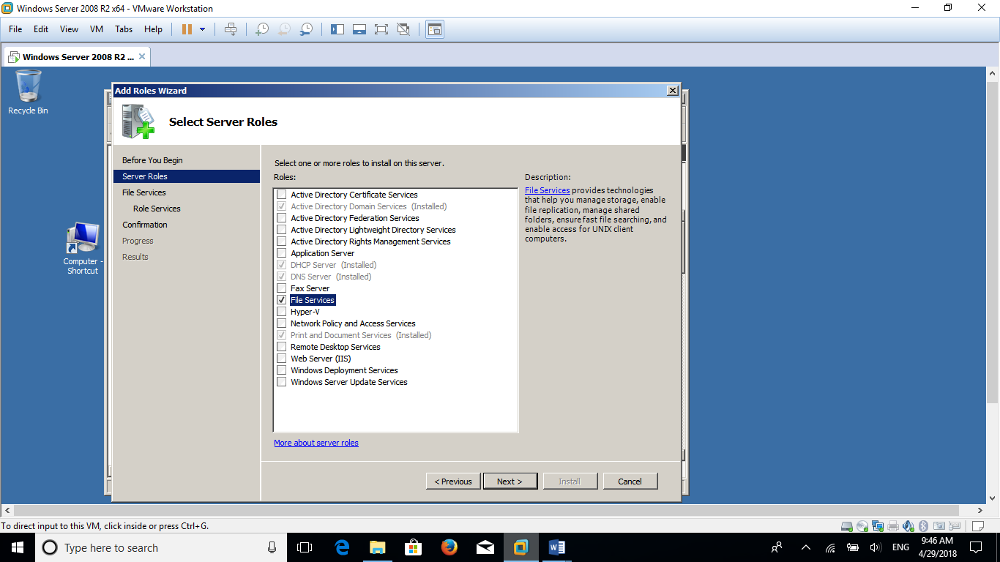 Windows Server 2008 R2 x64 - VMware Workstation
File Edit View VM Tabs Help
Windows Server 2008 R2 ...
Recycle Bin
Computer -
Shortcut
Add Roles Wizard
Select Server Roles
Before You Begin
Server Roles
File Services
Role Services
Confirmation
Progress
Results
Select one or more roles to install on this server.
Roles:
Active Directory Certificate Services
Active Directory Domain Services (Installed)
Active Directory Federation Services
Active Directory Lightweight Directory Services
Active Directory Rights Management Services
Application Server
DHCP Server (Installed)
DNS Server (Installed)
Fax Server
File Services
Hyper-V
Network Policy and Access Services
Print and Document Services (Installed)
Remote Desktop Services
Web Server (IIS)
Windows Deployment Services
Windows Server Update Services
More about server roles
Description:
File Services provides technologies
that help you manage storage, enable
file replication, manage shared
folders, ensure fast file searching, and
enable access for UNIX client
computers.
< Previous Next > Install Cancel
To direct input to this VM, click inside or press Ctrl+G.
Type here to search
ENG
9:46 AM
4/29/2018